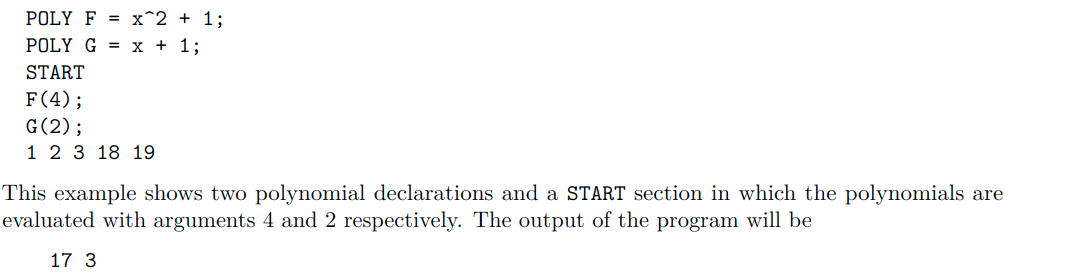 POLY F = x^2 + 1;
POLY G = x + 1;
START
F(4);
G(2);
1 2 3 18 19
This example shows two polynomial declarations and a START section in which the polynomials are
evaluated with arguments 4 and 2 respectively. The output of the program will be
17 3